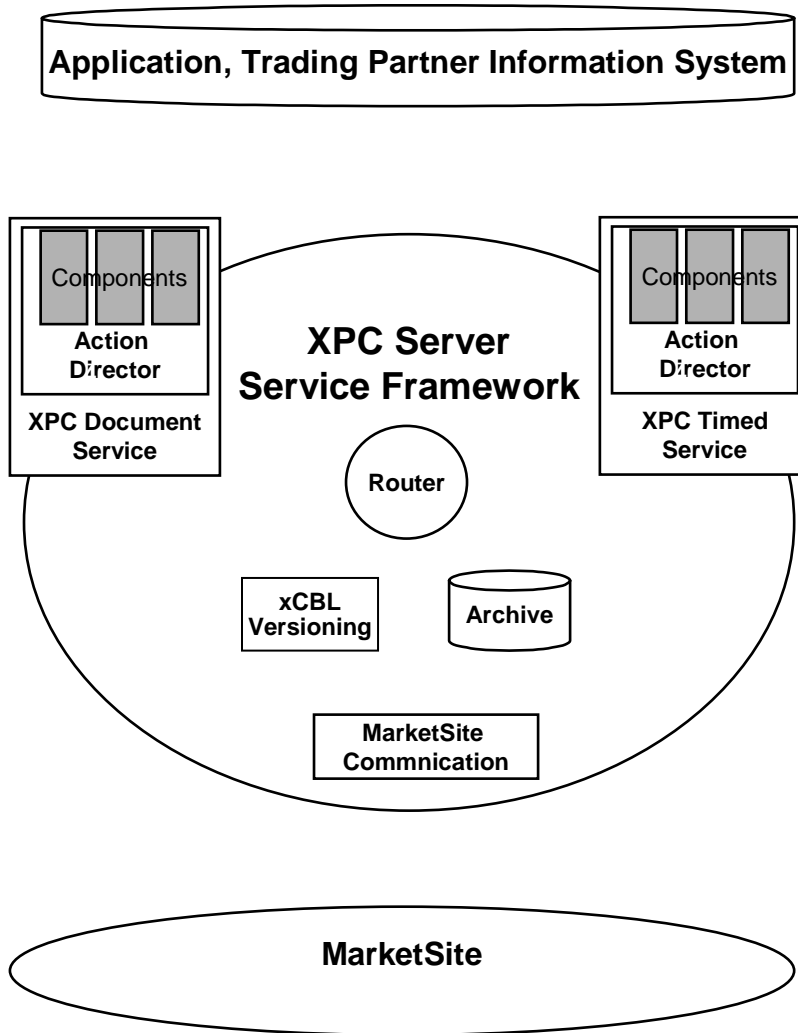 Application, Trading Partner Information System
Components
Action
Director
XPC Document
Service
Components
Action
Director
XPC Timed
Service
XPC Server
Service Framework
Router
xCBL
Versioning
Archive
MarketSite
Commnication
MarketSite